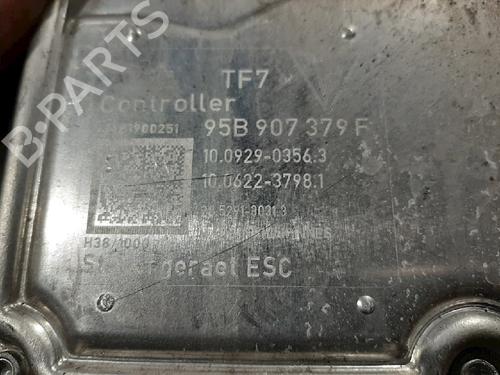 B-PARTS
TF7
Controller
95B 907 379 F
10.0929-0356.3
10.0622-3798.1
H38/1000
ESC